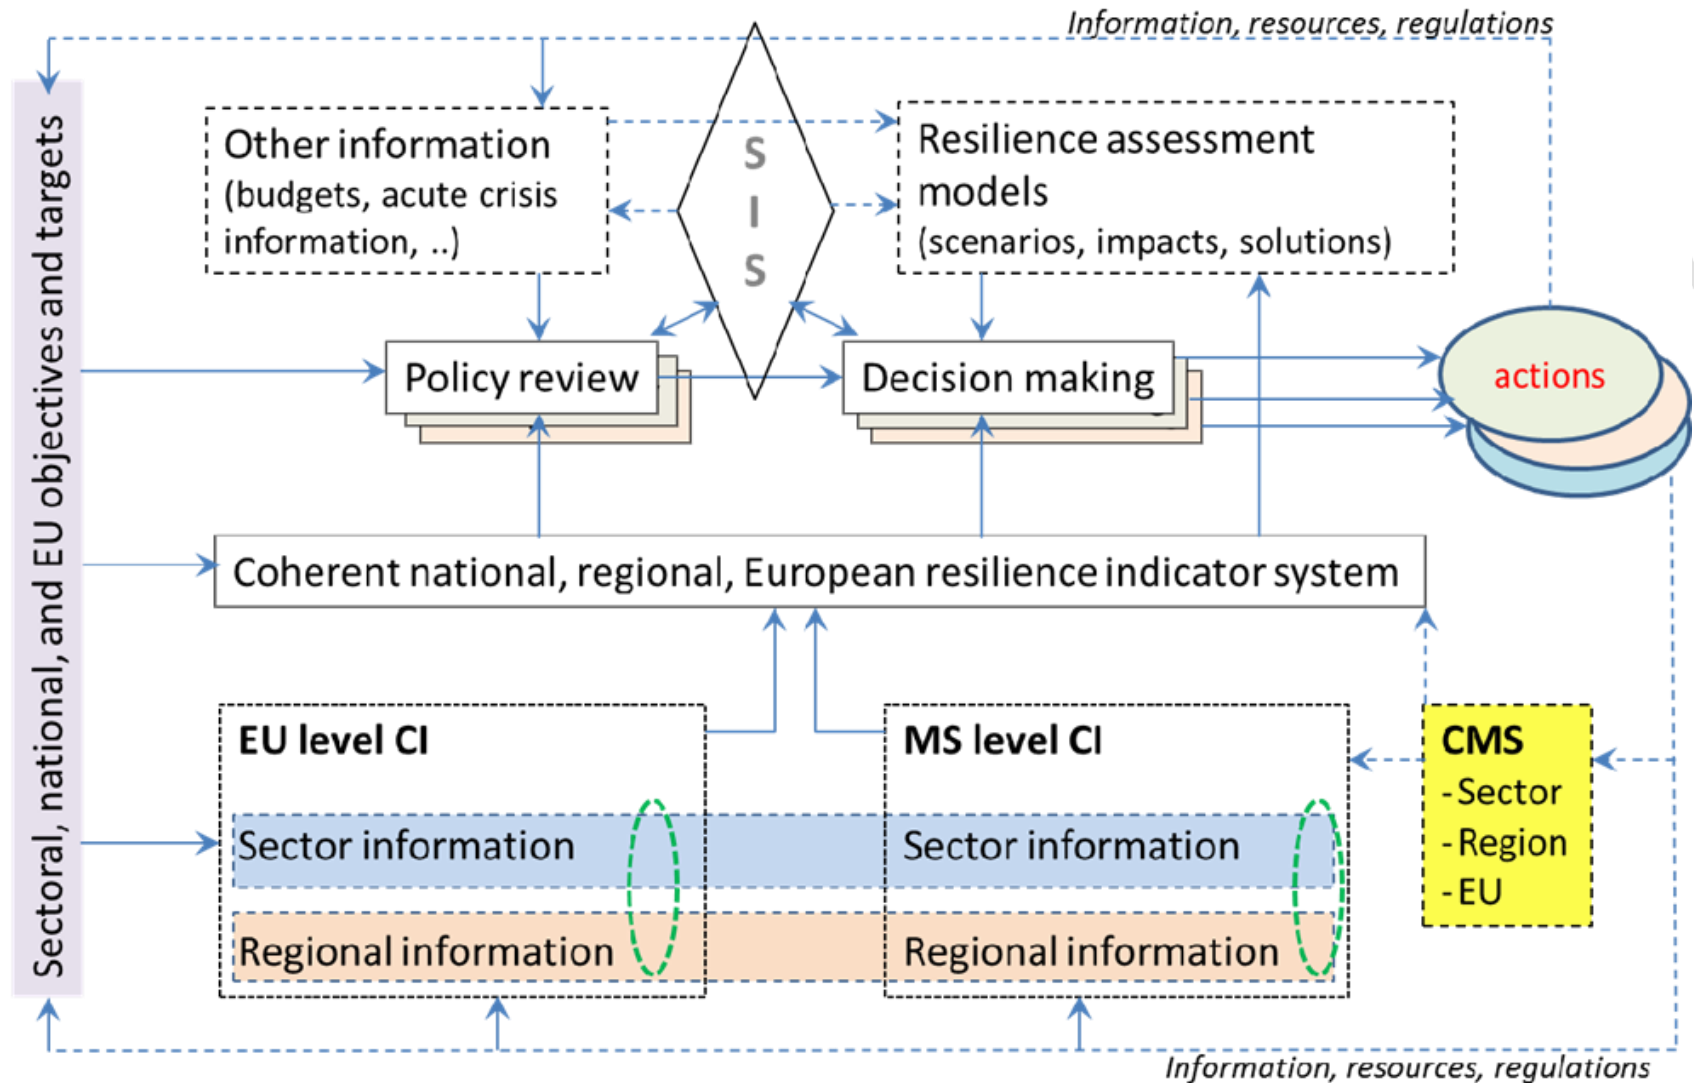 Information, resources, regulations
Sectoral, national, and EU objectives and targets
Other information
(budgets, acute crisis
information, ..)
S
I
S
Resilience assessment
models
(scenarios, impacts, solutions)
Policy review
Decision making
actions
Coherent national, regional, European resilience indicator system
EU level CI
Sector information
Regional information
MS level CI
Sector information
Regional information
CMS
- Sector
- Region
- EU
Information, resources, regulations